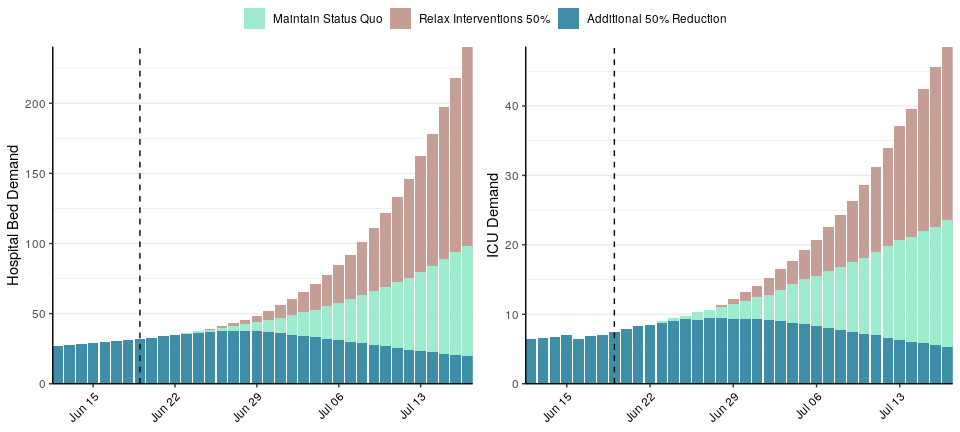 Maintain Status Quo Relax Interventions 50% Additional 50% Reduction
Hospital Bed Demand
200
150
100
50
0
Jun 15 Jun 22 Jun 29 Jul 06 Jul 13
ICU Demand
40
30
20
10
0
Jun 15 Jun 22 Jun 29 Jul 06 Jul 13